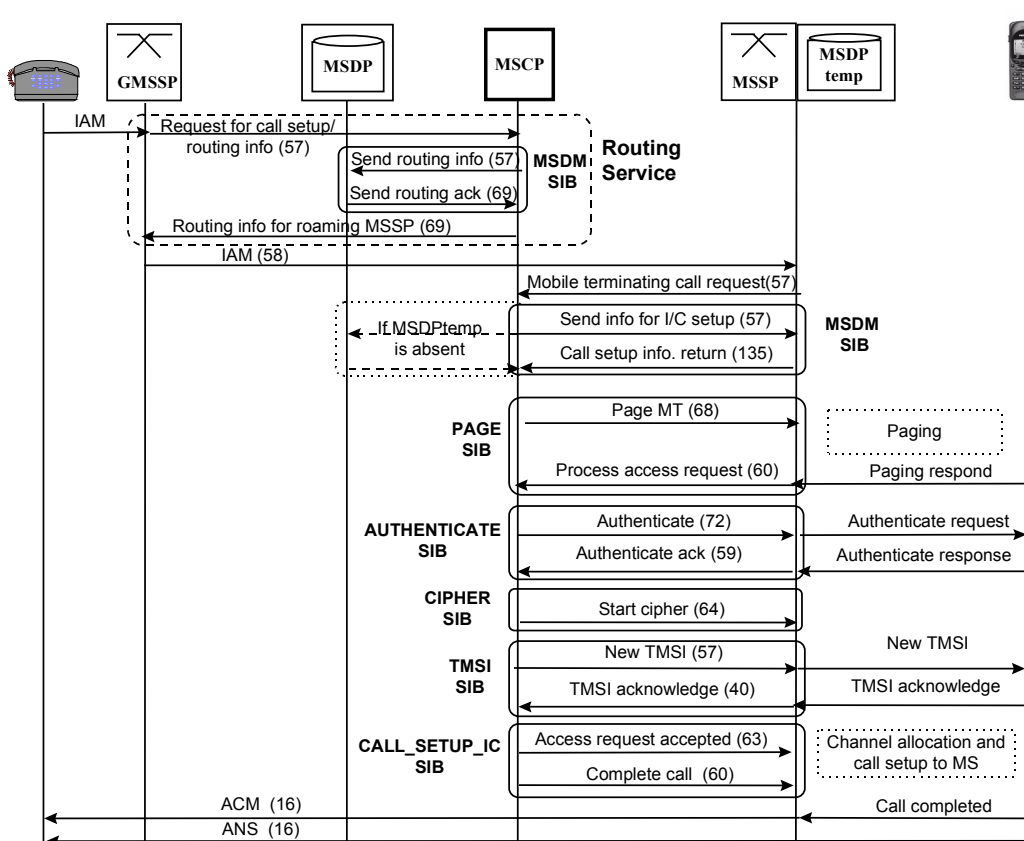 GMSSP
MSDP
MSCP
MSSP
MSDP
temp
IAM
Request for call setup/
routing info (57)
Send routing info (57)
MSDM
SIB
Routing
Service
Send routing ack (69)
Routing info for roaming MSSP (69)
IAM (58)
Mobile terminating call request(57)
If MSDPtemp
is absent
Send info for I/C setup (57)
Call setup info. return (135)
MSDM
SIB
PAGE
SIB
Page MT (68)
Paging
Process access request (60)
Paging respond
AUTHENTICATE
SIB
Authenticate (72)
Authenticate request
Authenticate ack (59)
Authenticate response
CIPHER
SIB
Start cipher (64)
TMSI
SIB
New TMSI (57)
New TMSI
TMSI acknowledge (40)
TMSI acknowledge
CALL_SETUP_IC
SIB
Access request accepted (63)
Complete call (60)
Channel allocation and
call setup to MS
ACM (16)
Call completed
ANS (16)